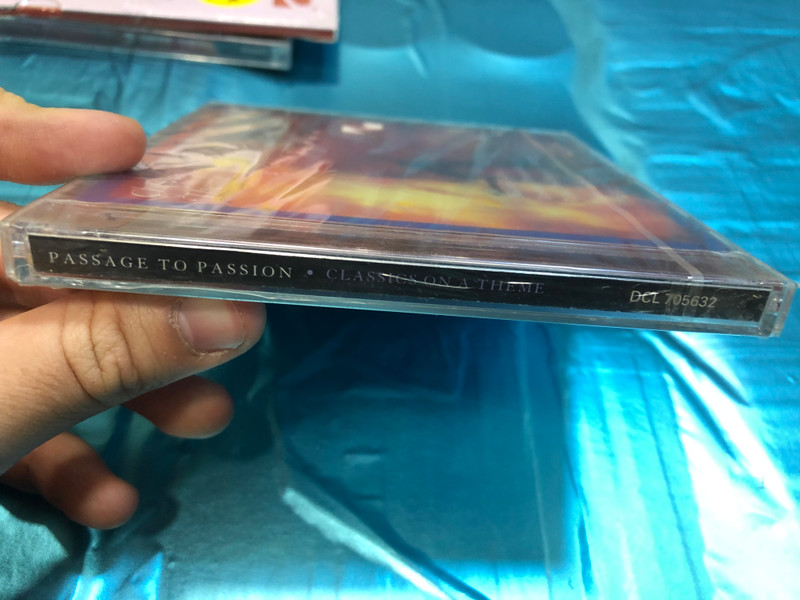 PASSAGE TO PASSION • CLASSICS ON A THEME DCL 705632